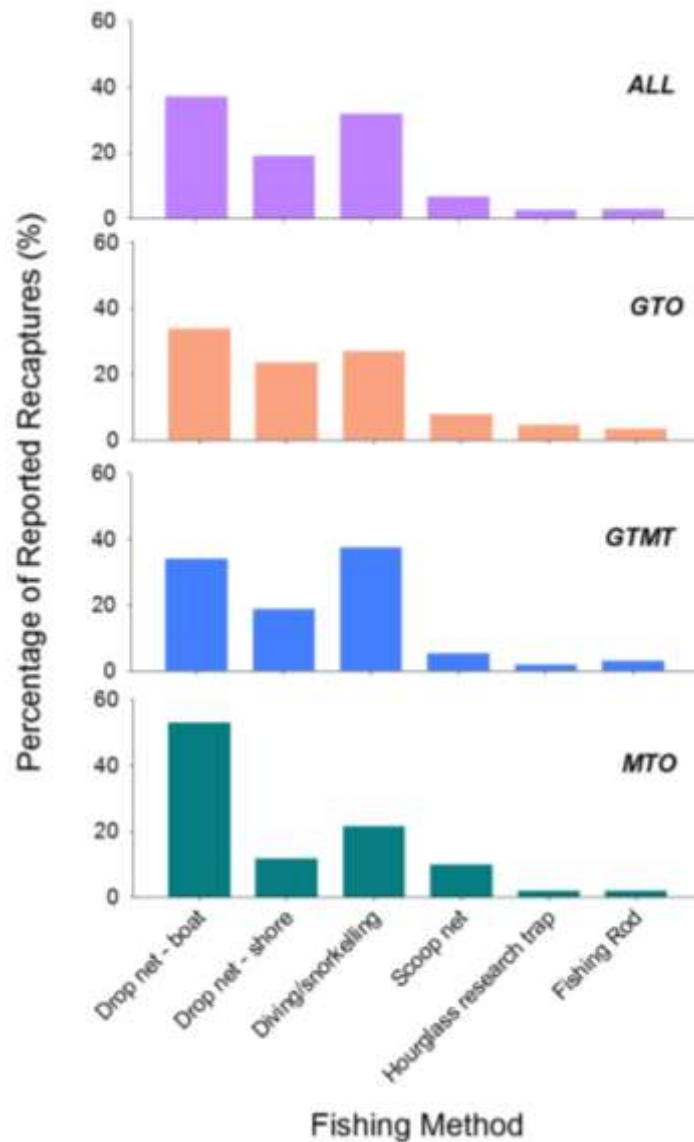 Percentage of Reported Recaptures (%)
60
40
20
0
ALL
60
40
20
0
GTO
60
40
20
0
GTMT
60
40
20
0
MTO
Drop net - boat
Drop net - shore
Diving/snorkelling
Scoop net
Hourglass research trap
Fishing Rod
Fishing Method